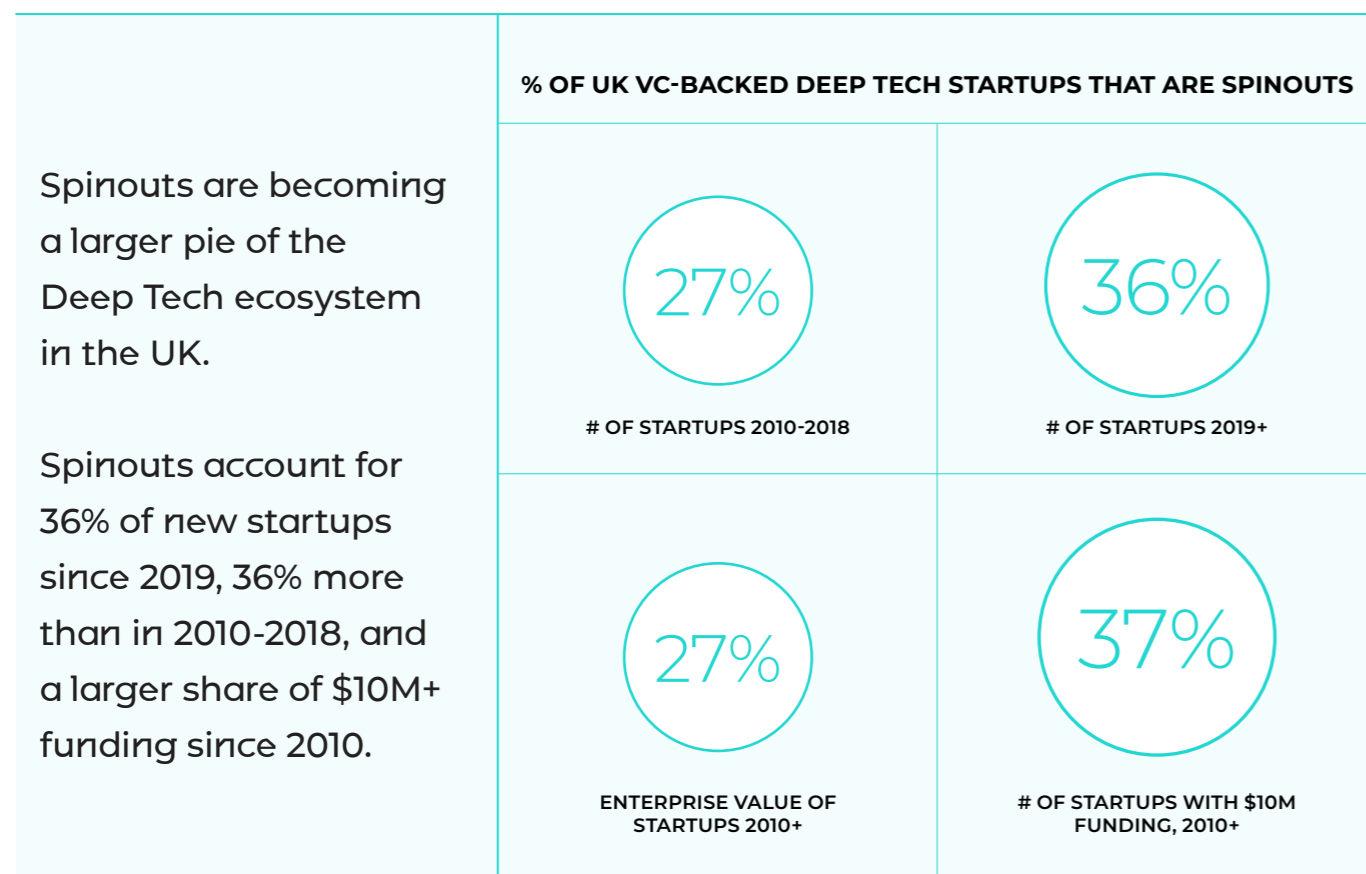 Spinouts are becoming
a larger pie of the
Deep Tech ecosystem
in the UK.
Spinouts account for
36% of new startups
since 2019, 36% more
than in 2010-2018, and
a larger share of $10M+
funding since 2010.
% OF UK VC-BACKED DEEP TECH STARTUPS THAT ARE SPINOUTS
27%
# OF STARTUPS 2010-2018
36%
# OF STARTUPS 2019+
27%
ENTERPRISE VALUE OF
STARTUPS 2010+
37%
# OF STARTUPS WITH $10M
FUNDING, 2010+